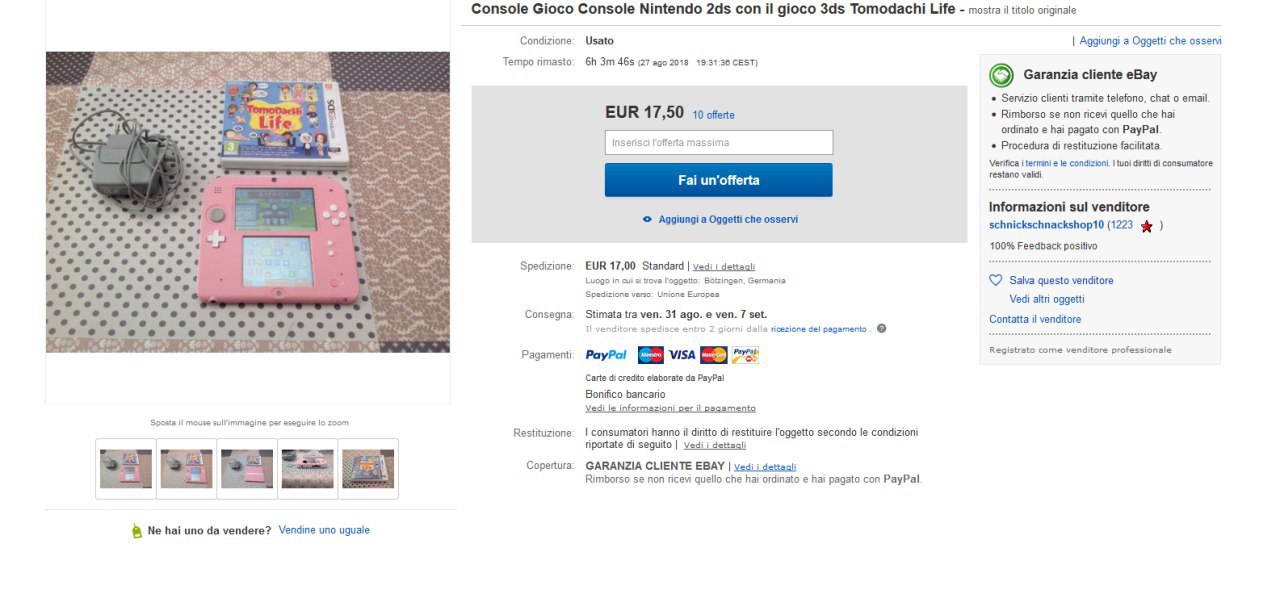 Console Gioco Console Nintendo 2ds con il gioco 3ds Tomodachi Life - mostra il titolo originale
Condizione: Usato
| Aggiungi a Oggetti che osservi
Tempo rimasto: 6h 3m 46s (27 ago 2018 19:31:36 CEST)
EUR 17,50 10 offerte
Inserisci l'offerta massima
Fai un'offerta
Aggiungi a Oggetti che osservi
Spedizione: EUR 17,00 Standard | Vedi i dettagli
Luogo in cui si trova l'oggetto: Bötzingen, Germania
Spedizione verso: Unione Europea
Consegna: Stimata tra ven. 31 ago. e ven. 7 set.
Il venditore spedisce entro 2 giorni dalla ricezione del pagamento . ?
Pagamenti: PayPal Maestro VISA MasterCard PayPal
Carte di credito elaborate da PayPal
Bonifico bancario
Vedi le informazioni per il pagamento
Restituzione: I consumatori hanno il diritto di restituire l'oggetto secondo le condizioni
riportate di seguito | Vedi i dettagli
Copertura: GARANZIA CLIENTE EBAY | Vedi i dettagli
Rimborso se non ricevi quello che hai ordinato e hai pagato con PayPal.
Garanzia cliente eBay
• Servizio clienti tramite telefono, chat o email.
• Rimborso se non ricevi quello che hai
ordinato e hai pagato con PayPal.
• Procedura di restituzione facilitata.
Verifica i termini e le condizioni. I tuoi diritti di consumatore
restano validi.
Informazioni sul venditore
schnickschnackshop10 (1223 )
100% Feedback positivo
Salva questo venditore
Vedi altri oggetti
Contatta il venditore
Registrato come venditore professionale
TomoDachi
Life
3
NINTENDO 3DS
Sposta il mouse sull'immagine per eseguire lo zoom
Ne hai uno da vendere? Vendine uno uguale